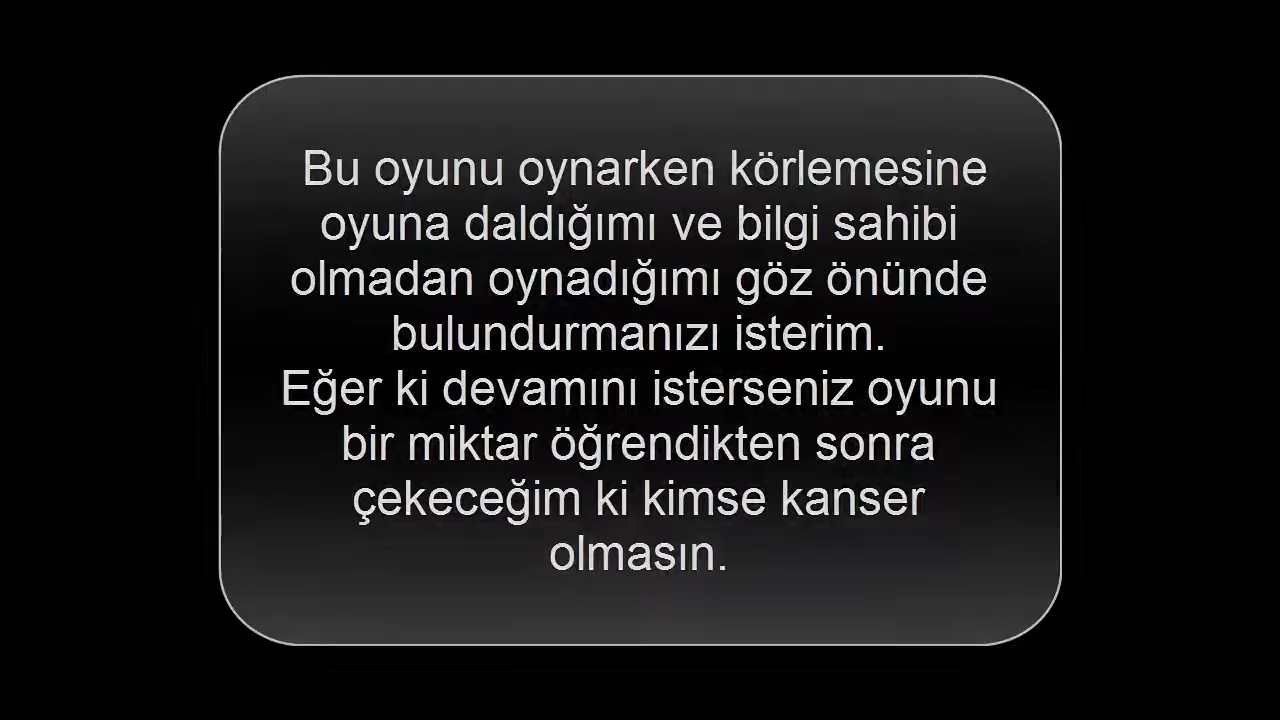 Bu oyunu oynarken körlemesine
oyuna daldığımı ve bilgi sahibi
olmadan oynadığımı göz önünde
bulundurmanızı isterim.
Eğer ki devamını isterseniz oyunu
bir miktar öğrendikten sonra
çekeceğim ki kimse kanser
olmasın.